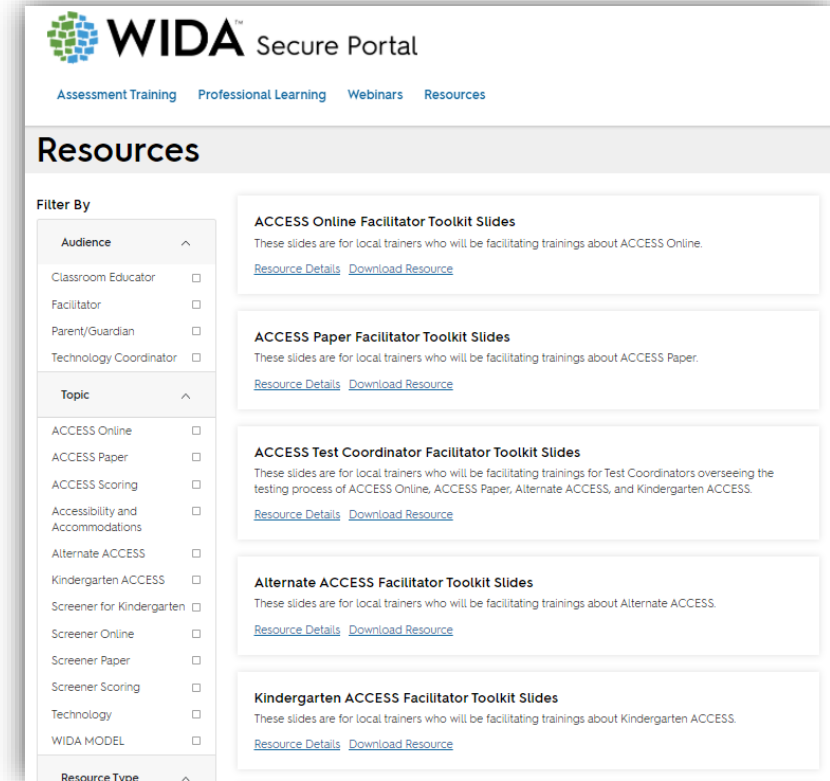 WIDA™ Secure Portal
Assessment Training Professional Learning Webinars Resources
Resources
Filter By
Audience
Classroom Educator
Facilitator
Parent/Guardian
Technology Coordinator
Topic
ACCESS Online
ACCESS Paper
ACCESS Scoring
Accessibility and
Accommodations
Alternate ACCESS
Kindergarten ACCESS
Screener for Kindergarten
Screener Online
Screener Paper
Screener Scoring
Technology
WIDA MODEL
Resource Type
ACCESS Online Facilitator Toolkit Slides
These slides are for local trainers who will be facilitating trainings about ACCESS Online.
Resource Details Download Resource
ACCESS Paper Facilitator Toolkit Slides
These slides are for local trainers who will be facilitating trainings about ACCESS Paper.
Resource Details Download Resource
ACCESS Test Coordinator Facilitator Toolkit Slides
These slides are for local trainers who will be facilitating trainings for Test Coordinators overseeing the
testing process of ACCESS Online, ACCESS Paper, Alternate ACCESS, and Kindergarten ACCESS.
Resource Details Download Resource
Alternate ACCESS Facilitator Toolkit Slides
These slides are for local trainers who will be facilitating trainings about Alternate ACCESS.
Resource Details Download Resource
Kindergarten ACCESS Facilitator Toolkit Slides
These slides are for local trainers who will be facilitating trainings about Kindergarten ACCESS.
Resource Details Download Resource